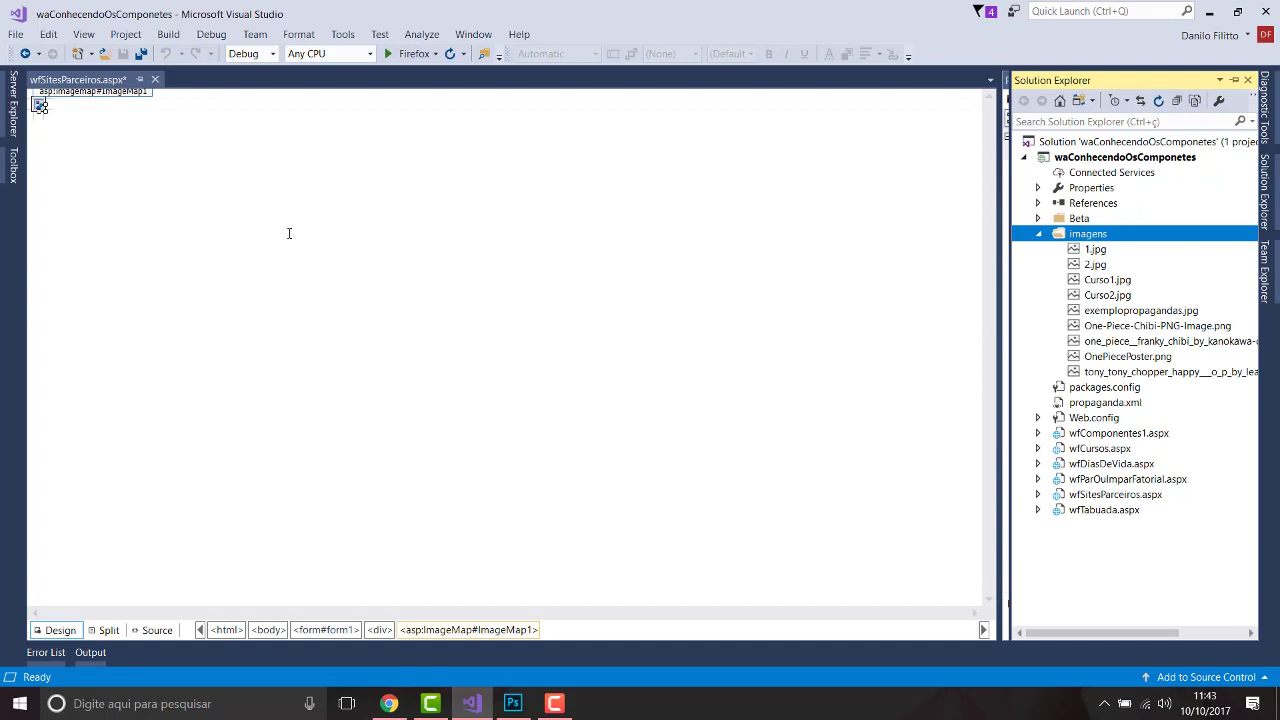 waConhecendoOsComponetes - Microsoft Visual Studio
4
Quick Launch (Ctrl+Q)
File Edit View Project Build Debug Team Format Tools Test Analyze Window Help
Danilo Filitto
DF
Debug Any CPU Firefox Automatic (None) (Default
wfSitesParceiros.aspx*
Solution Explorer
asp:imagemap#ImageMap1
Search Solution Explorer (Ctrl+ç)
Solution 'waConhecendoOsComponetes' (1 proje
waConhecendoOsComponetes
Connected Services
Properties
References
Beta
imagens
1.jpg
2.jpg
Curso1.jpg
Curso2.jpg
exemplopropagandas.jpg
One-Piece-Chibi-PNG-Image.png
one_piece__franky_chibi_by_kanokawa-
OnePiecePoster.png
tony_tony_chopper_happy___o_p_by_lea
packages.config
propaganda.xml
Web.config
wfComponentes1.aspx
wfCursos.aspx
wfDiasDeVida.aspx
wfParOuImparFatorial.aspx
wfSitesParceiros.aspx
wfTabuada.aspx
Server Explorer
Toolbox
Diagnostic Tools
Solution Explorer
Team Explorer
Design Split Source <html> <body> <form#form1> <div> <asp:ImageMap#ImageMap1>
Error List Output
Ready
Add to Source Control
Digite aqui para pesquisar
Ps
11:43
10/10/2017